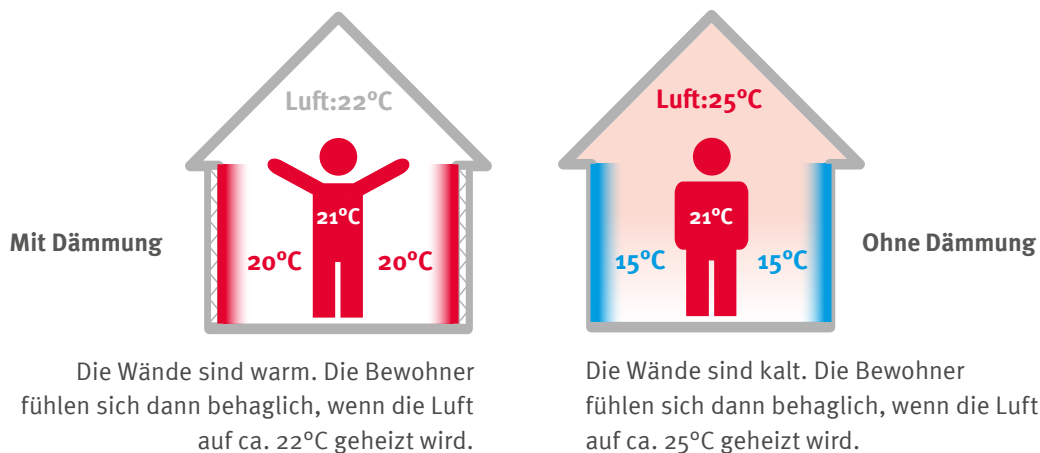 Luft:22°C
21°C
20°C
20°C
Mit Dämmung
Die Wände sind warm. Die Bewohner
fühlen sich dann behaglich, wenn die Luft
auf ca. 22°C geheizt wird.
Luft:25°C
21°C
15°C
15°C
Ohne Dämmung
Die Wände sind kalt. Die Bewohner
fühlen sich dann behaglich, wenn die Luft
auf ca. 25°C geheizt wird.